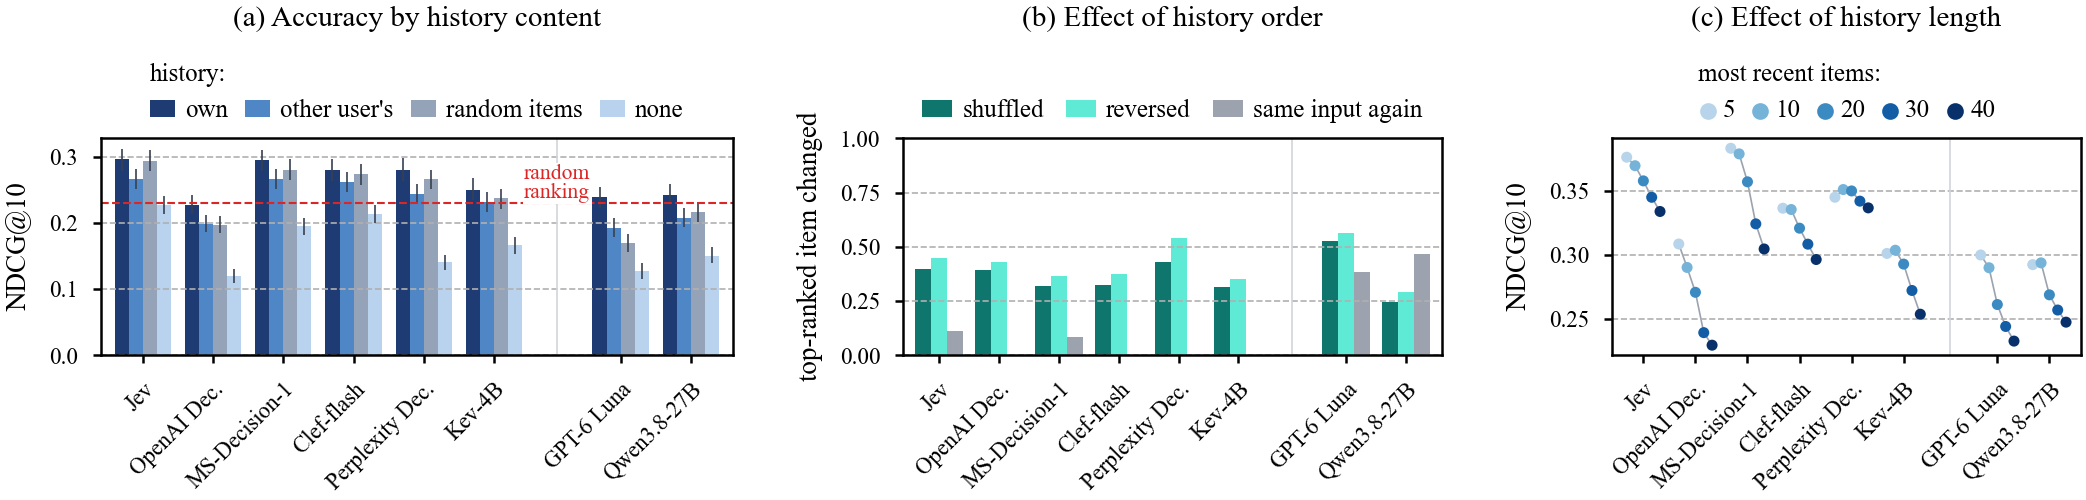 (a) Accuracy by history content
history:
own other user's random items none
NDCG@10
0.3
0.2
0.1
0.0
random
ranking
Jev
OpenAI Dec.
MS-Decision-1
Clef-flash
Perplexity Dec.
Kev-4B
GPT-6 Luna
Qwen3.8-27B
(b) Effect of history order
shuffled reversed same input again
top-ranked item changed
1.00
0.75
0.50
0.25
0.00
Jev
OpenAI Dec.
MS-Decision-1
Clef-flash
Perplexity Dec.
Kev-4B
GPT-6 Luna
Qwen3.8-27B
(c) Effect of history length
most recent items:
5 10 20 30 40
NDCG@10
0.35
0.30
0.25
Jev
OpenAI Dec.
MS-Decision-1
Clef-flash
Perplexity Dec.
Kev-4B
GPT-6 Luna
Qwen3.8-27B